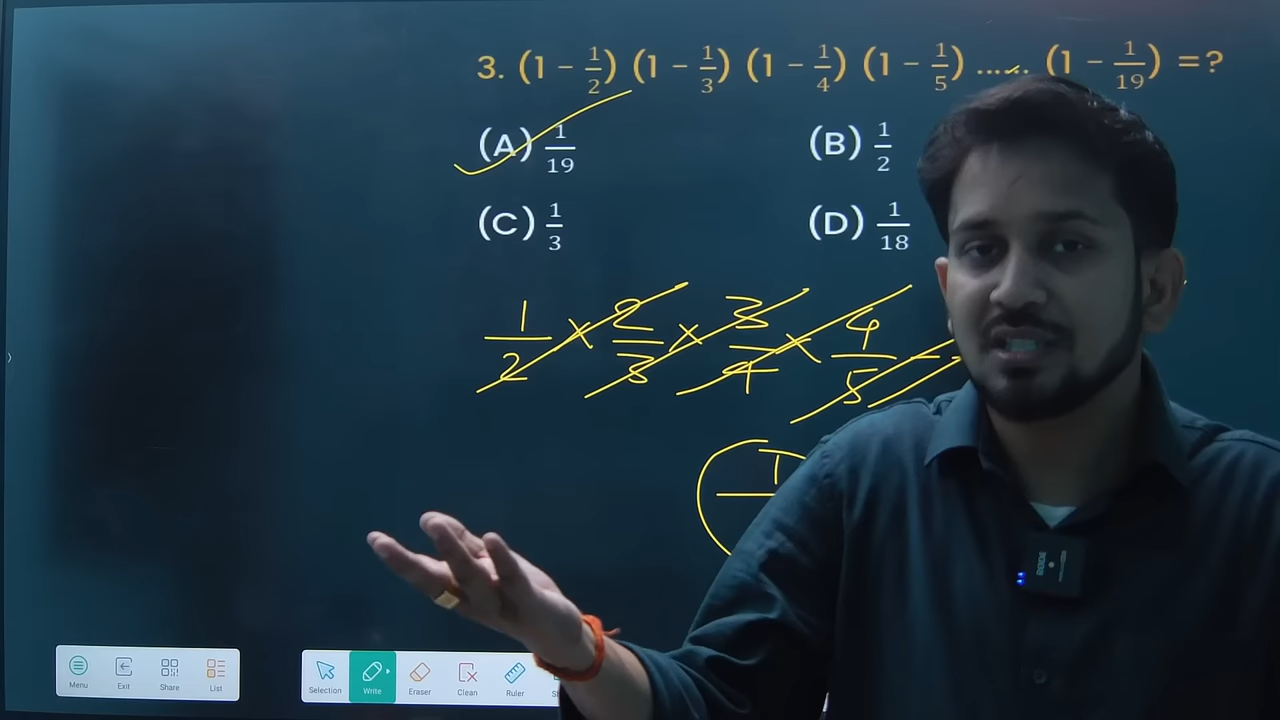 3. (1 - 1/2) (1 - 1/3) (1 - 1/4) (1 - 1/5) ...... (1 - 1/19) = ?
(A) 1/19 (B) 1/2
(C) 1/3 (D) 1/18
1/2 × 2/3 × 3/4 × 4/5
1
Menu Exit Share List Selection Write Eraser Clean Ruler